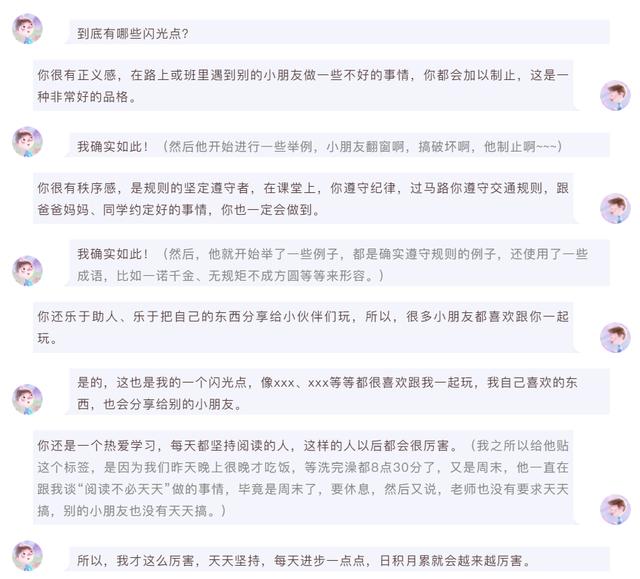 到底有哪些闪光点?
你很有正义感，在路上或班里遇到别的小朋友做一些不好的事情，你都会加以制止，这是一
种非常好的品格。
我确实如此！（然后他开始进行一些举例，小朋友翻窗啊，搞破坏啊，他制止啊~~~）
你很有秩序感，是规则的坚定遵守者，在课堂上，你遵守纪律，过马路你遵守交通规则，跟
爸爸妈妈、同学约定好的事情，你也一定会做到。
我确实如此！（然后，他就开始举了一些例子，都是确实遵守规则的例子，还使用了一些
成语，比如一诺千金、无规矩不成方圆等等来形容。）
你还乐于助人、乐于把自己的东西分享给小伙伴们玩，所以，很多小朋友都喜欢跟你一起
玩。
是的，这也是我的一个闪光点，像xxx、xxx等等都很喜欢跟我一起玩，我自己喜欢的东
西，也会分享给别的小朋友。
你还是一个热爱学习，每天都坚持阅读的人，这样的人以后都会很厉害。（我之所以给他贴
这个标签，是因为我们昨天晚上很晚才吃饭，等洗完澡都8点30分了，又是周末，他一直在
跟我谈“阅读不必天天”做的事情，毕竟是周末了，要休息，然后又说，老师也没有要求天天
搞，别的小朋友也没有天天搞。）
所以，我才这么厉害，天天坚持，每天进步一点点，日积月累就会越来越厉害。